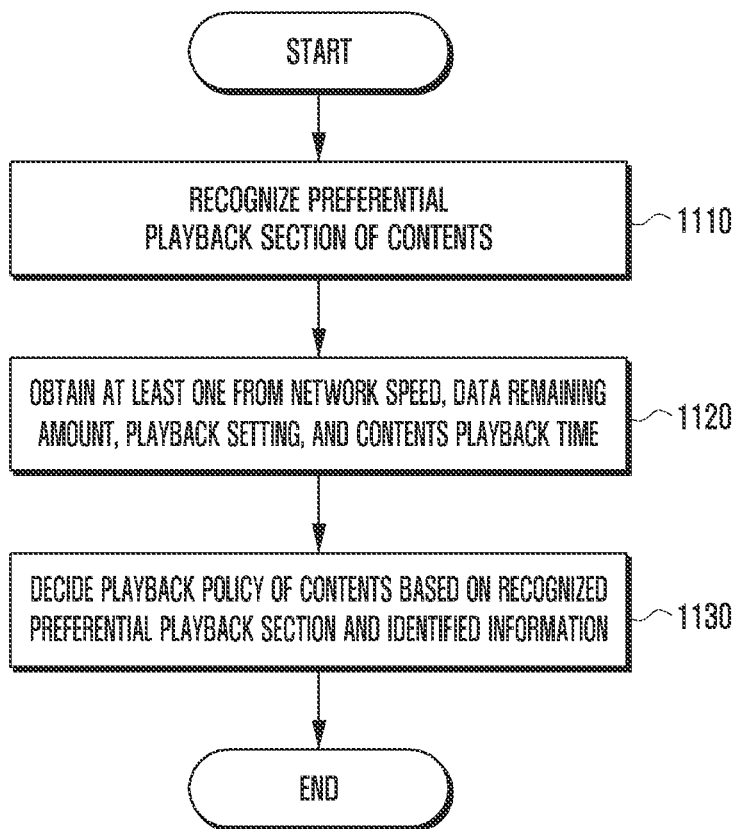 START
RECOGNIZE PREFERENTIAL
PLAYBACK SECTION OF CONTENTS
1110
OBTAIN AT LEAST ONE FROM NETWORK SPEED, DATA REMAINING
AMOUNT, PLAYBACK SETTING, AND CONTENTS PLAYBACK TIME
1120
DECIDE PLAYBACK POLICY OF CONTENTS BASED ON RECOGNIZED
PREFERENTIAL PLAYBACK SECTION AND IDENTIFIED INFORMATION
1130
END